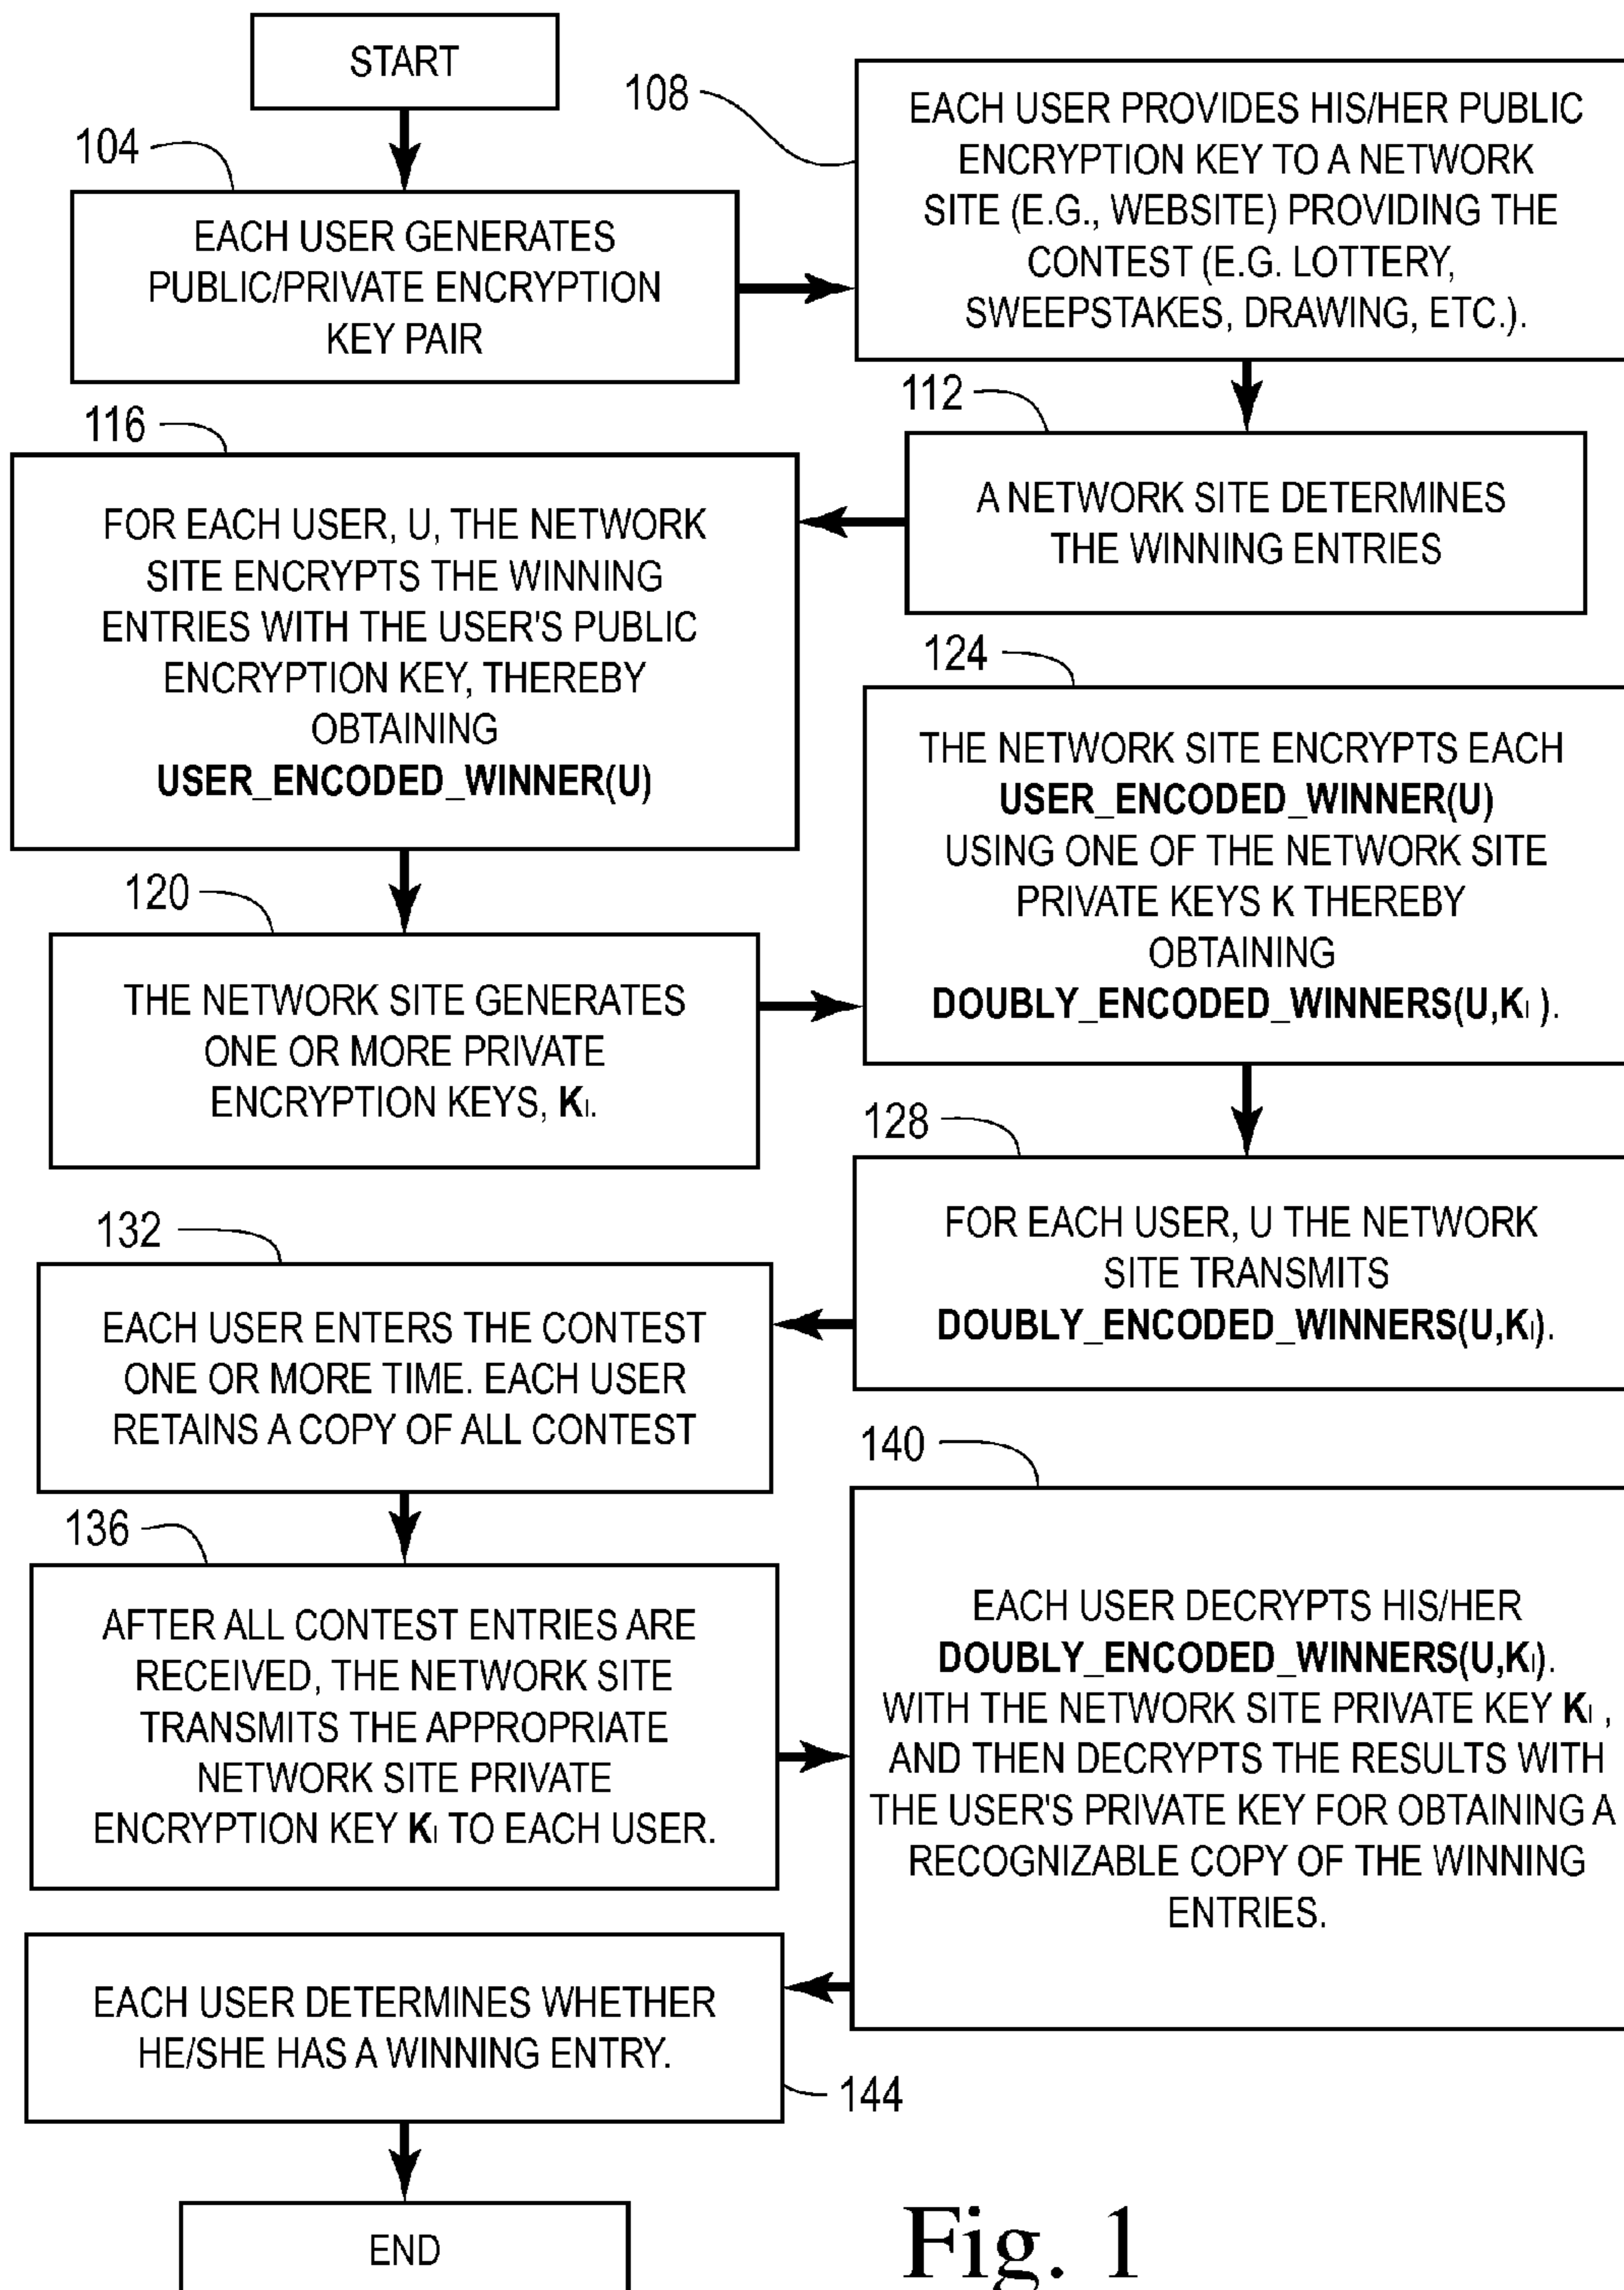 START
104
EACH USER GENERATES
PUBLIC/PRIVATE ENCRYPTION
KEY PAIR
108
EACH USER PROVIDES HIS/HER PUBLIC
ENCRYPTION KEY TO A NETWORK
SITE (E.G., WEBSITE) PROVIDING THE
CONTEST (E.G. LOTTERY,
SWEEPSTAKES, DRAWING, ETC.).
112
A NETWORK SITE DETERMINES
THE WINNING ENTRIES
116
FOR EACH USER, U, THE NETWORK
SITE ENCRYPTS THE WINNING
ENTRIES WITH THE USER'S PUBLIC
ENCRYPTION KEY, THEREBY
OBTAINING
USER_ENCODED_WINNER(U)
120
THE NETWORK SITE GENERATES
ONE OR MORE PRIVATE
ENCRYPTION KEYS, KI.
124
THE NETWORK SITE ENCRYPTS EACH
USER_ENCODED_WINNER(U)
USING ONE OF THE NETWORK SITE
PRIVATE KEYS K THEREBY
OBTAINING
DOUBLY_ENCODED_WINNERS(U,KI ).
128
FOR EACH USER, U THE NETWORK
SITE TRANSMITS
DOUBLY_ENCODED_WINNERS(U,KI).
132
EACH USER ENTERS THE CONTEST
ONE OR MORE TIME. EACH USER
RETAINS A COPY OF ALL CONTEST
136
AFTER ALL CONTEST ENTRIES ARE
RECEIVED, THE NETWORK SITE
TRANSMITS THE APPROPRIATE
NETWORK SITE PRIVATE
ENCRYPTION KEY KI TO EACH USER.
140
EACH USER DECRYPTS HIS/HER
DOUBLY_ENCODED_WINNERS(U,KI).
WITH THE NETWORK SITE PRIVATE KEY KI ,
AND THEN DECRYPTS THE RESULTS WITH
THE USER'S PRIVATE KEY FOR OBTAINING A
RECOGNIZABLE COPY OF THE WINNING
ENTRIES.
EACH USER DETERMINES WHETHER
HE/SHE HAS A WINNING ENTRY.
144
END
Fig. 1